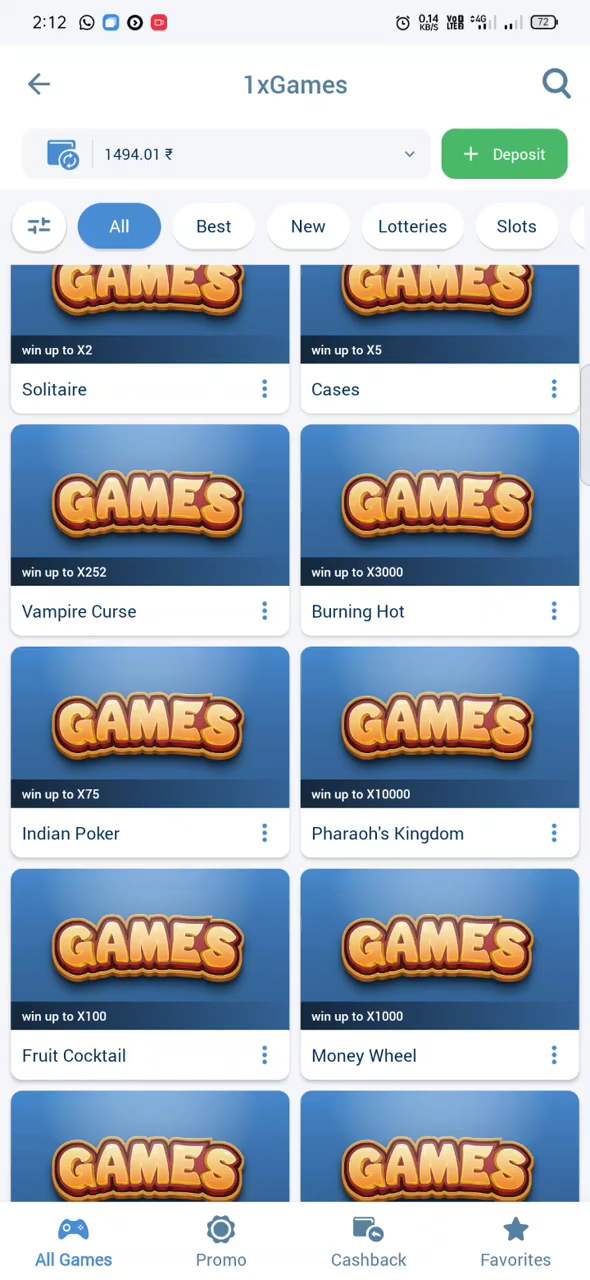 2:12
0.14 KB/S VoD LTE 4G 72
1xGames
1494.01 ₹
+ Deposit
All Best New Lotteries Slots
GAMES GAMES
win up to X2 win up to X5
Solitaire Cases
GAMES GAMES
win up to X252 win up to X3000
Vampire Curse Burning Hot
GAMES GAMES
win up to X75 win up to X10000
Indian Poker Pharaoh's Kingdom
GAMES GAMES
win up to X100 win up to X1000
Fruit Cocktail Money Wheel
GAMES GAMES
All Games Promo Cashback Favorites